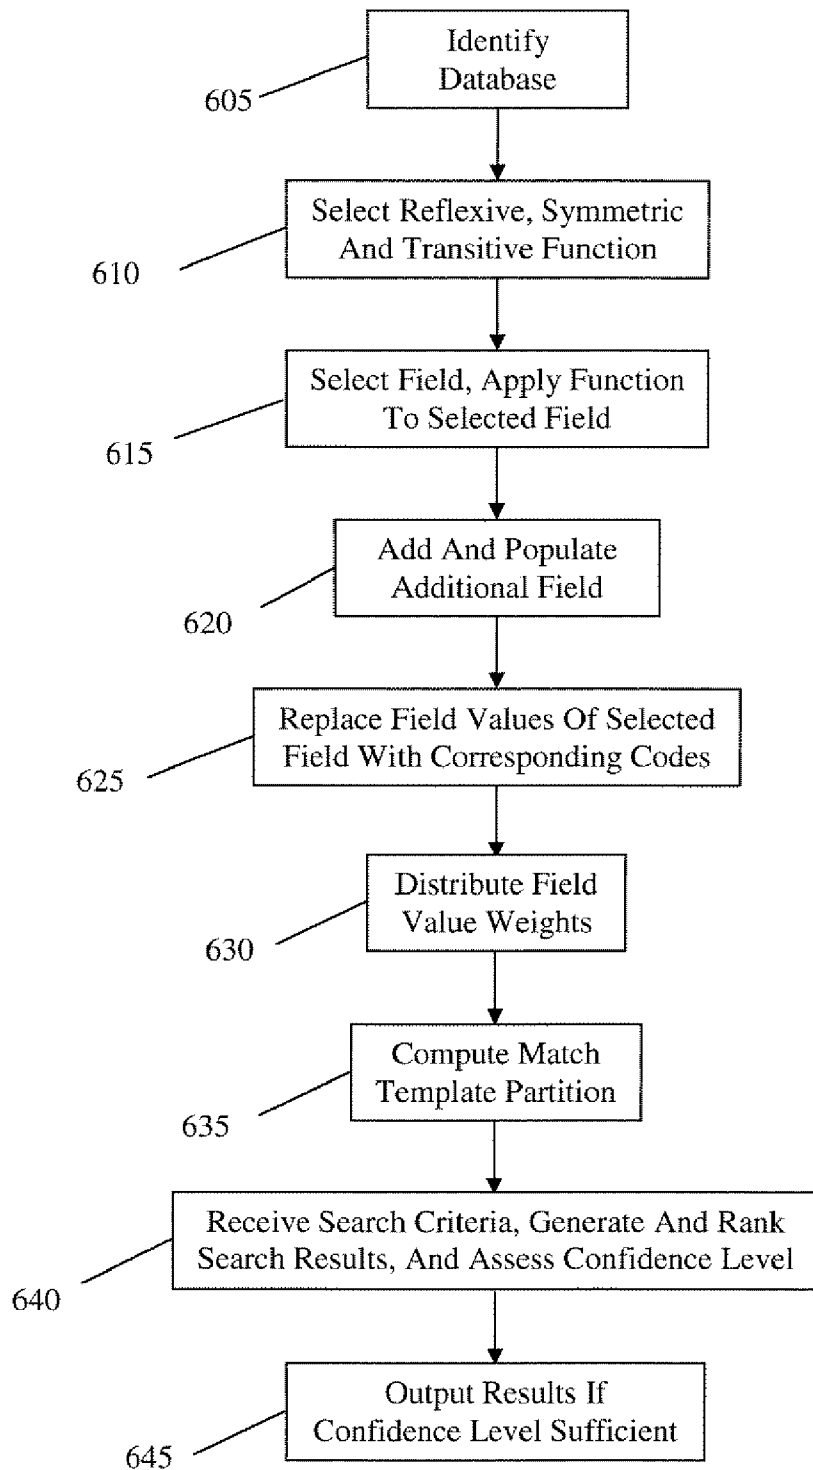 Identify
Database
605
Select Reflexive, Symmetric
And Transitive Function
610
Select Field, Apply Function
To Selected Field
615
Add And Populate
Additional Field
620
Replace Field Values Of Selected
Field With Corresponding Codes
625
Distribute Field
Value Weights
630
Compute Match
Template Partition
635
Receive Search Criteria, Generate And Rank
Search Results, And Assess Confidence Level
640
Output Results If
Confidence Level Sufficient
645